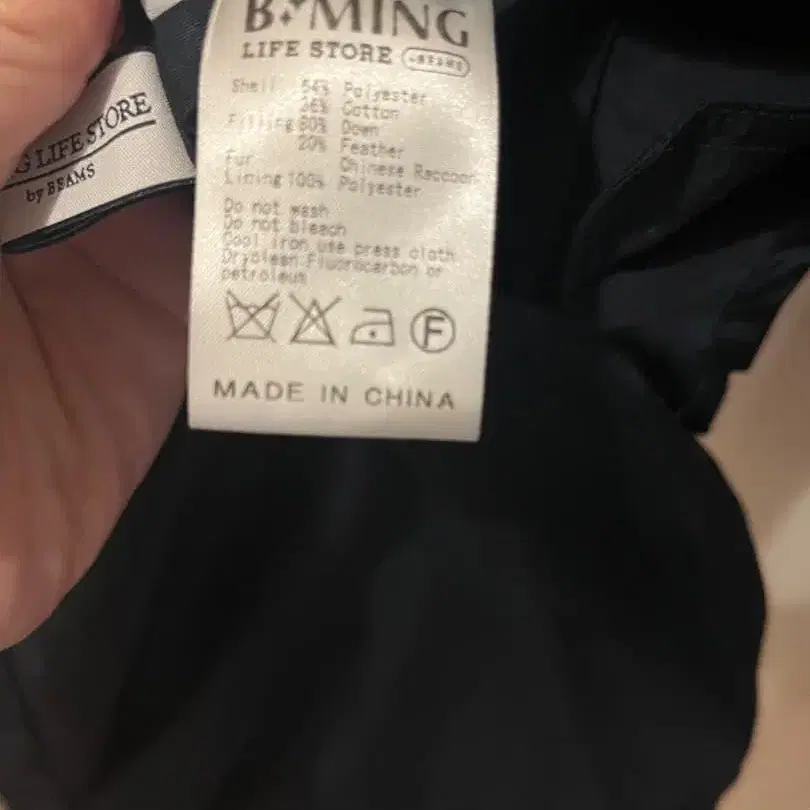 B:MING
LIFE STORE BEAMS
Shell 64% Polyester
36% Cotton
Filling 80% Down
20% Feather
Fur Chinese Raccoon
Lining 100% Polyester
Do not wash
Do not bleach
Cool iron use press cloth
Dryclean Fluorocarbon or
petroleum
F
MADE IN CHINA
G LIFE STORE
by BEAMS